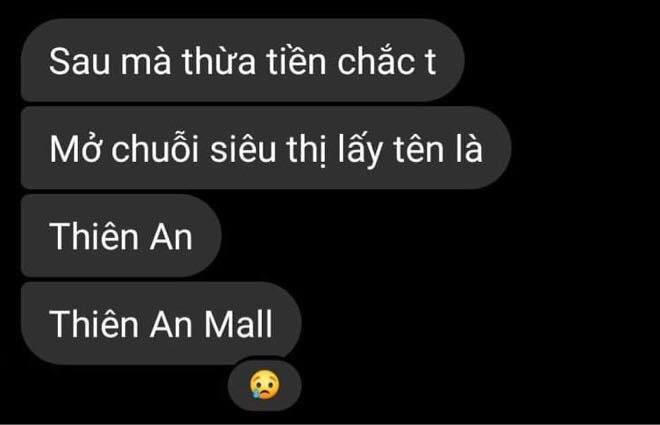 Sau mà thừa tiền chắc t
Mở chuỗi siêu thị lấy tên là
Thiên An
Thiên An Mall